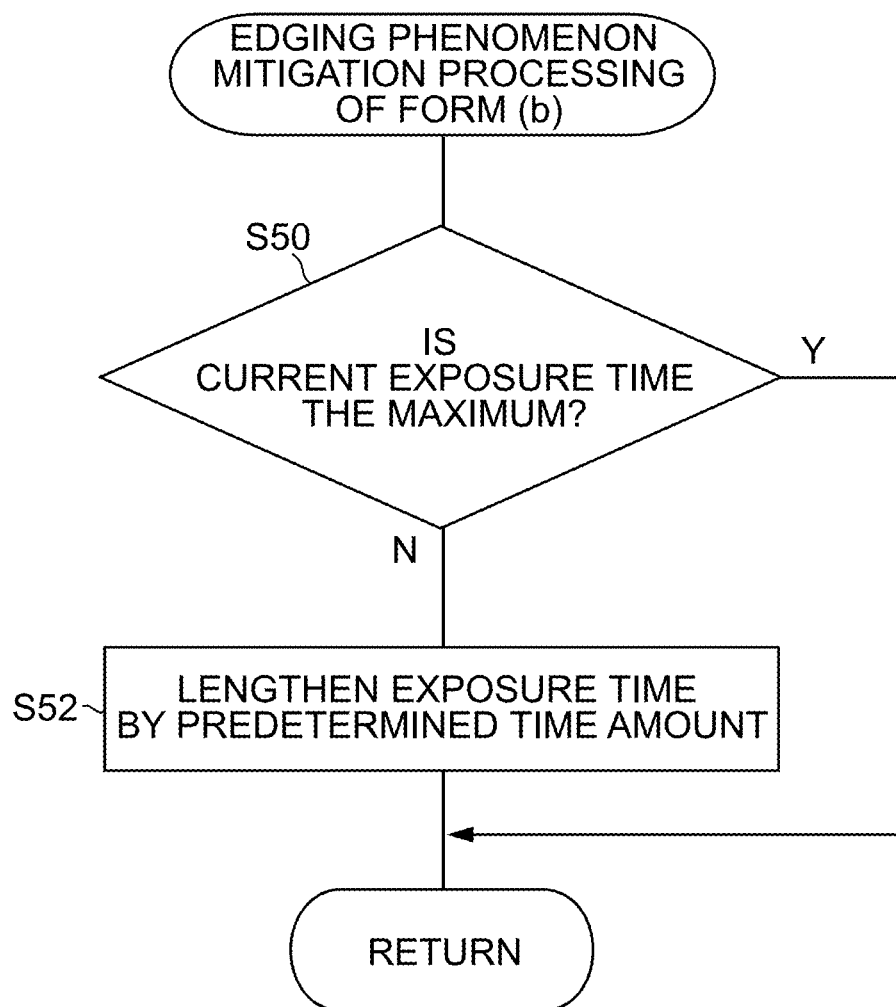 EDGING PHENOMENON
MITIGATION PROCESSING
OF FORM (b)
S50
IS
CURRENT EXPOSURE TIME
THE MAXIMUM?
Y
N
S52
LENGTHEN EXPOSURE TIME
BY PREDETERMINED TIME AMOUNT
RETURN